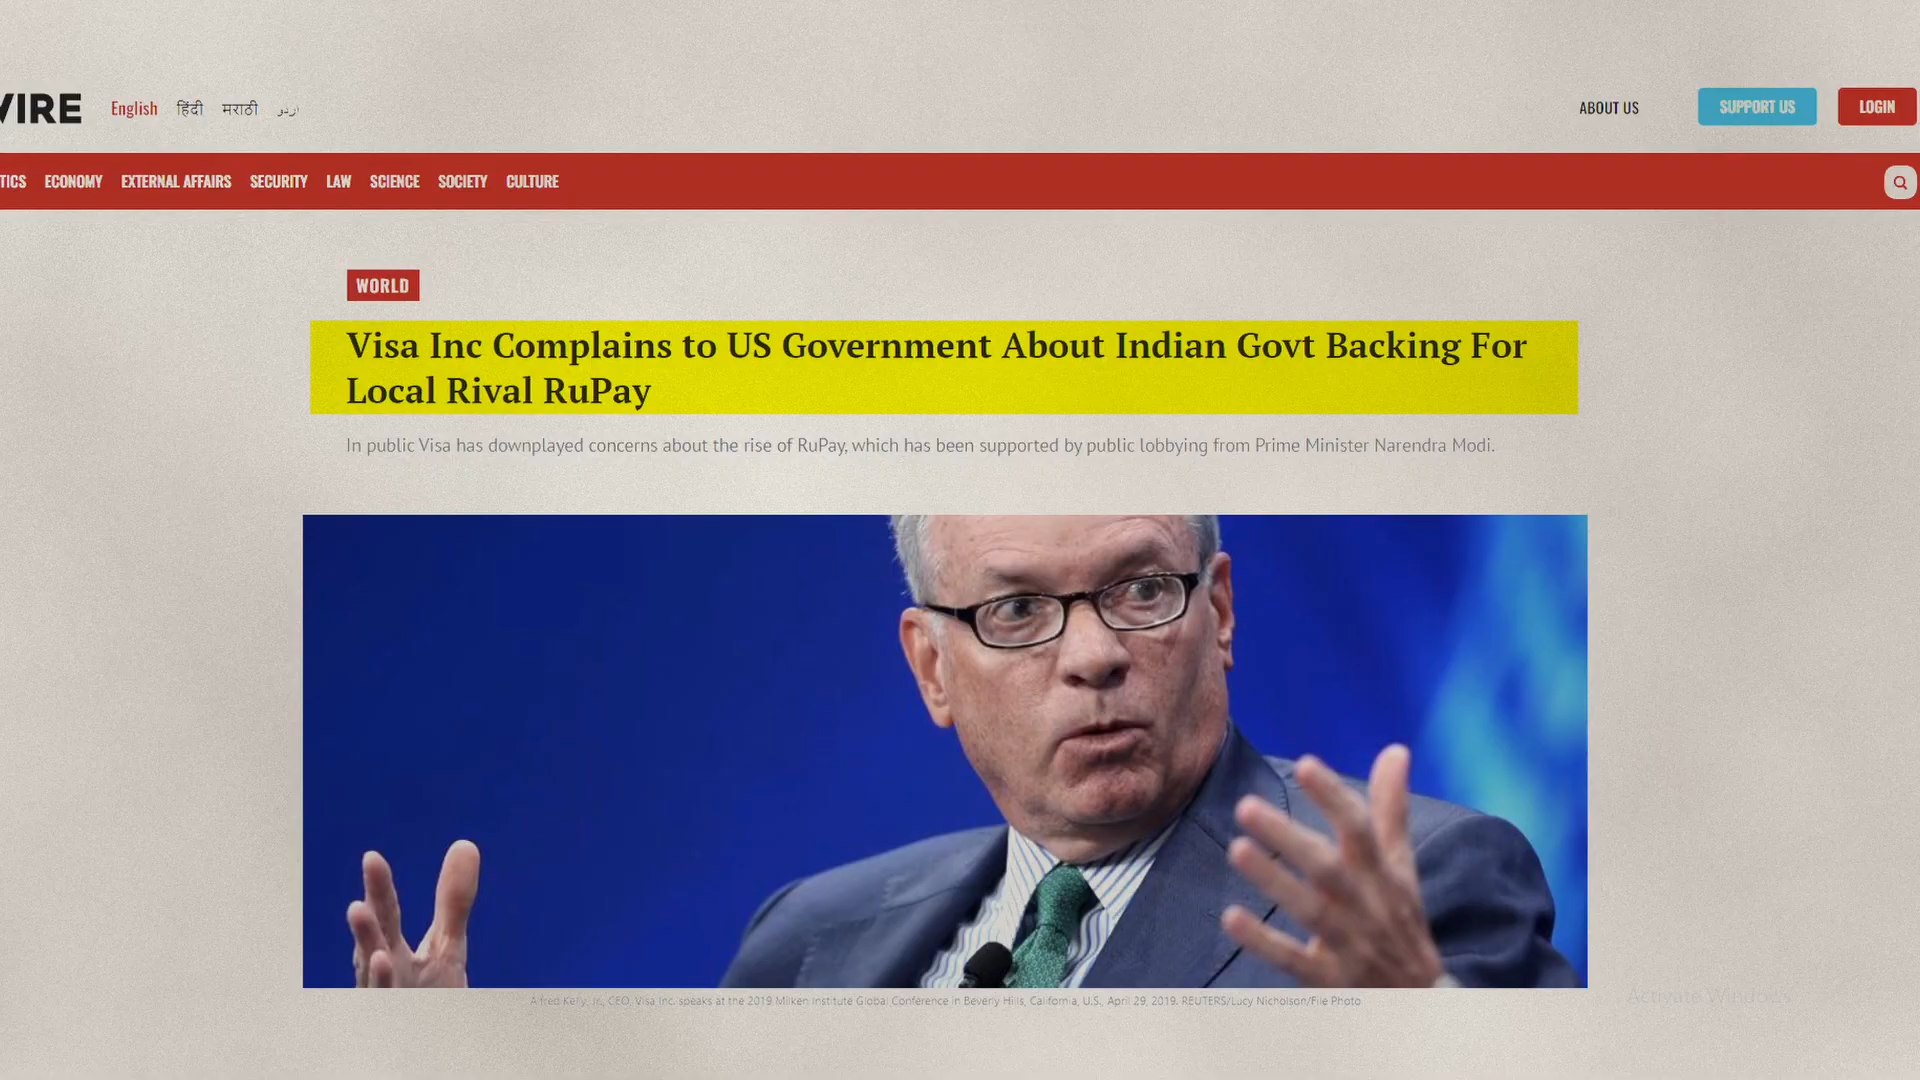 WIRE English हिंदी मराठी اردو ABOUT US SUPPORT US LOGIN
TICS ECONOMY EXTERNAL AFFAIRS SECURITY LAW SCIENCE SOCIETY CULTURE
WORLD
Visa Inc Complains to US Government About Indian Govt Backing For
Local Rival RuPay
In public Visa has downplayed concerns about the rise of RuPay, which has been supported by public lobbying from Prime Minister Narendra Modi.
Alfred Kelly, Jr., CEO, Visa Inc. speaks at the 2019 Milken Institute Global Conference in Beverly Hills, California, U.S., April 29, 2019. REUTERS/Lucy Nicholson/File Photo
Activate Windows